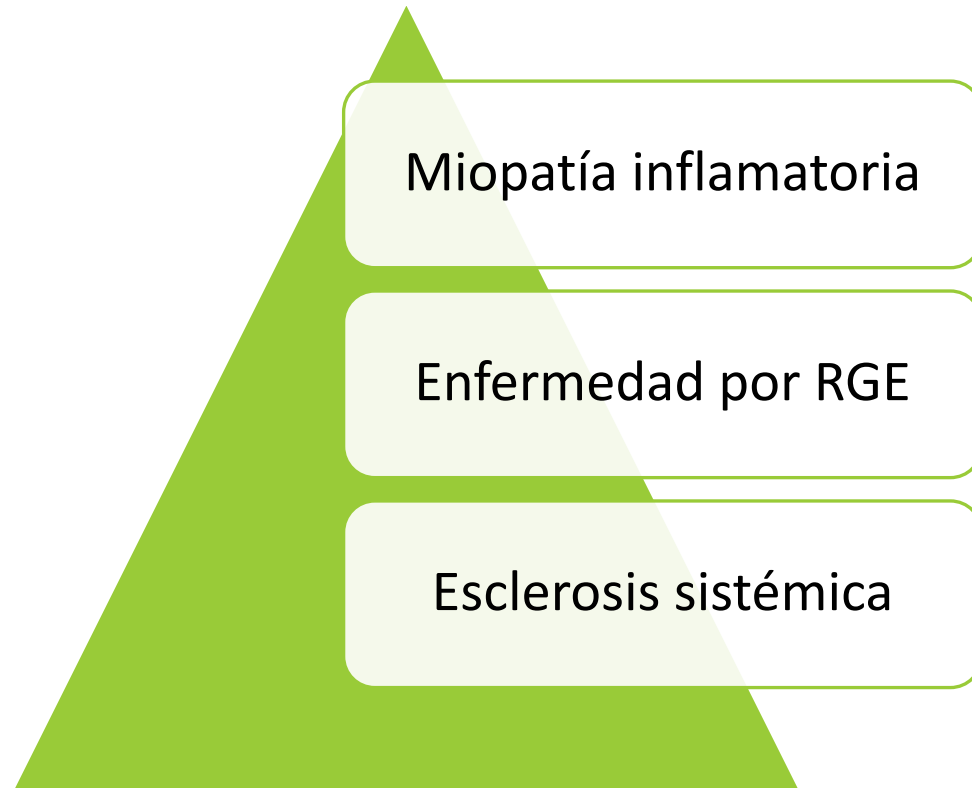 Miopatía inflamatoria
Enfermedad por RGE
Esclerosis sistémica